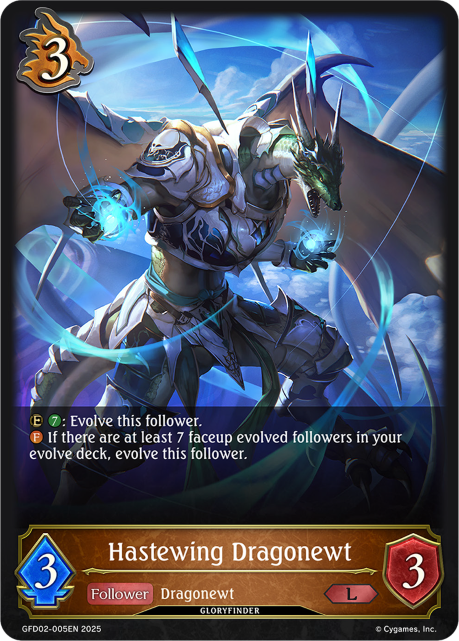 3
E 7: Evolve this follower.
F If there are at least 7 faceup evolved followers in your
evolve deck, evolve this follower.
Hastewing Dragonewt
3 Follower Dragonewt L 3
GLORYFINDER
GFD02-005EN 2025 © Cygames, Inc.